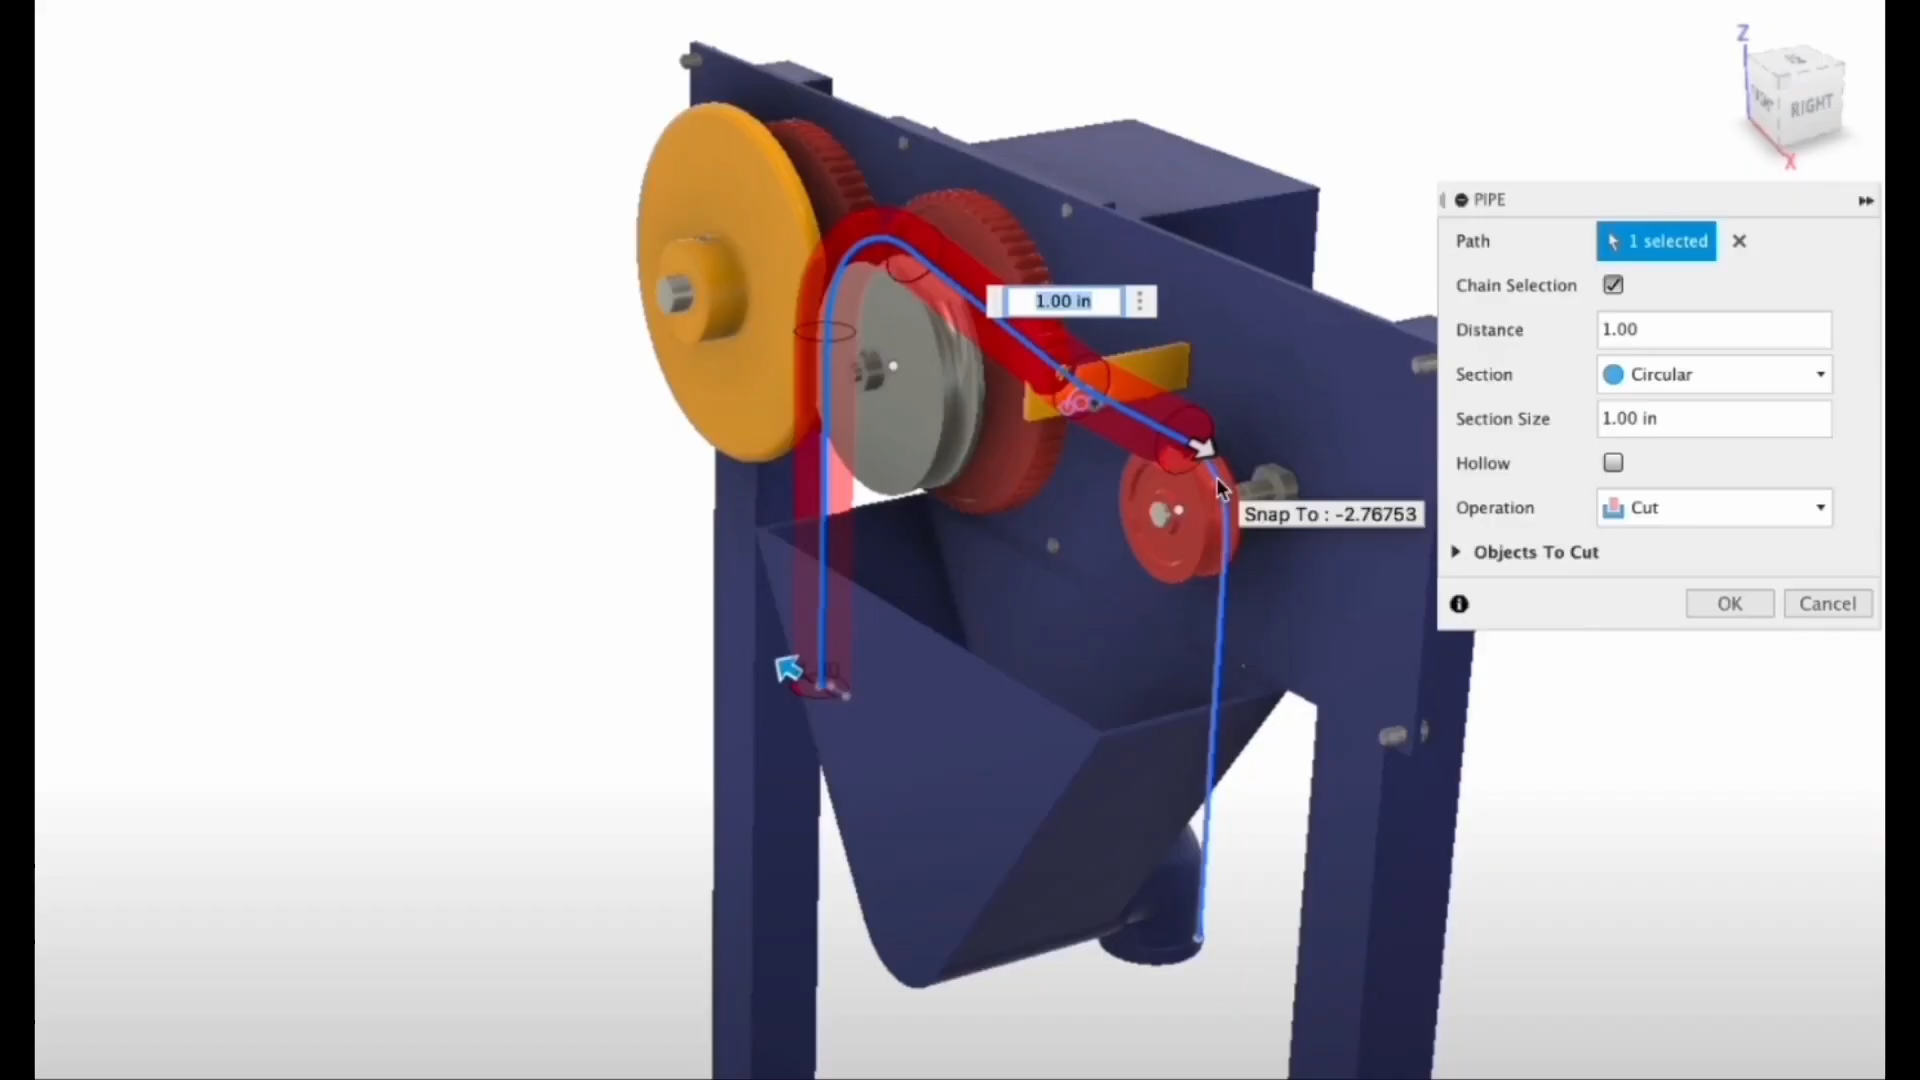 Z
RIGHT
X
PIPE
Path
1 selected
Chain Selection
Distance
1.00
Section
Circular
Section Size
1.00 in
Hollow
Operation
Cut
Objects To Cut
OK
Cancel
1.00 in
Snap To : -2.76753